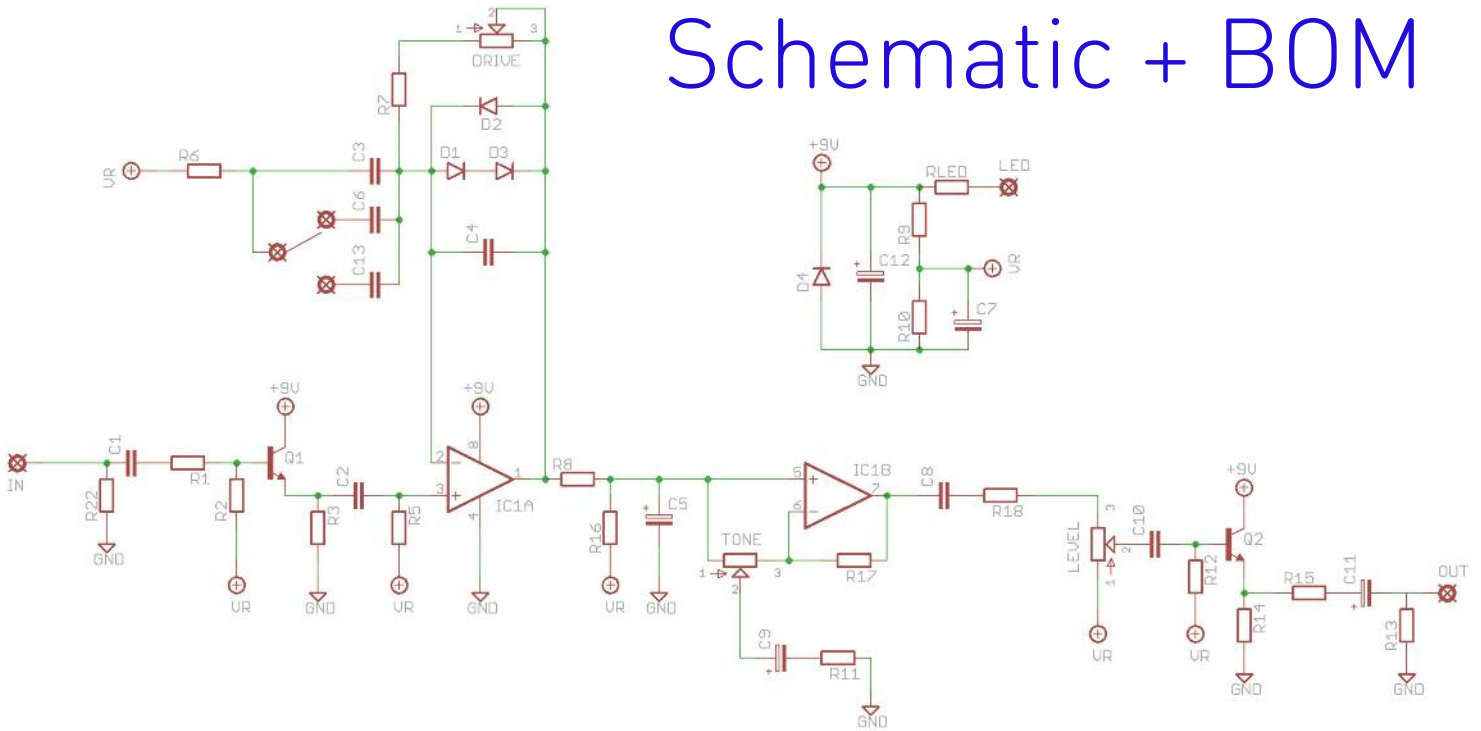 Schematic + BOM
1 2 3
DRIVE
R7
D2
VR R6 C3 D1 D3
C6
C13
C4
+9V
RLED LED
R9
D4 C12 VR
R10 C7
GND
+9V +9V
IN C1 R1 Q1 C2 2 8 1 R8
R22 R2 R3 R5 3 4 IC1A
GND VR GND VR GND
R16 C5 TONE 5 6 7 IC1B C8 R18
VR GND 1 2 3 R17
C9 R11
GND
+9V
LEVEL 3 2 1 C10 R12 Q2
VR VR R14 R15 C11 OUT
R13
GND GND